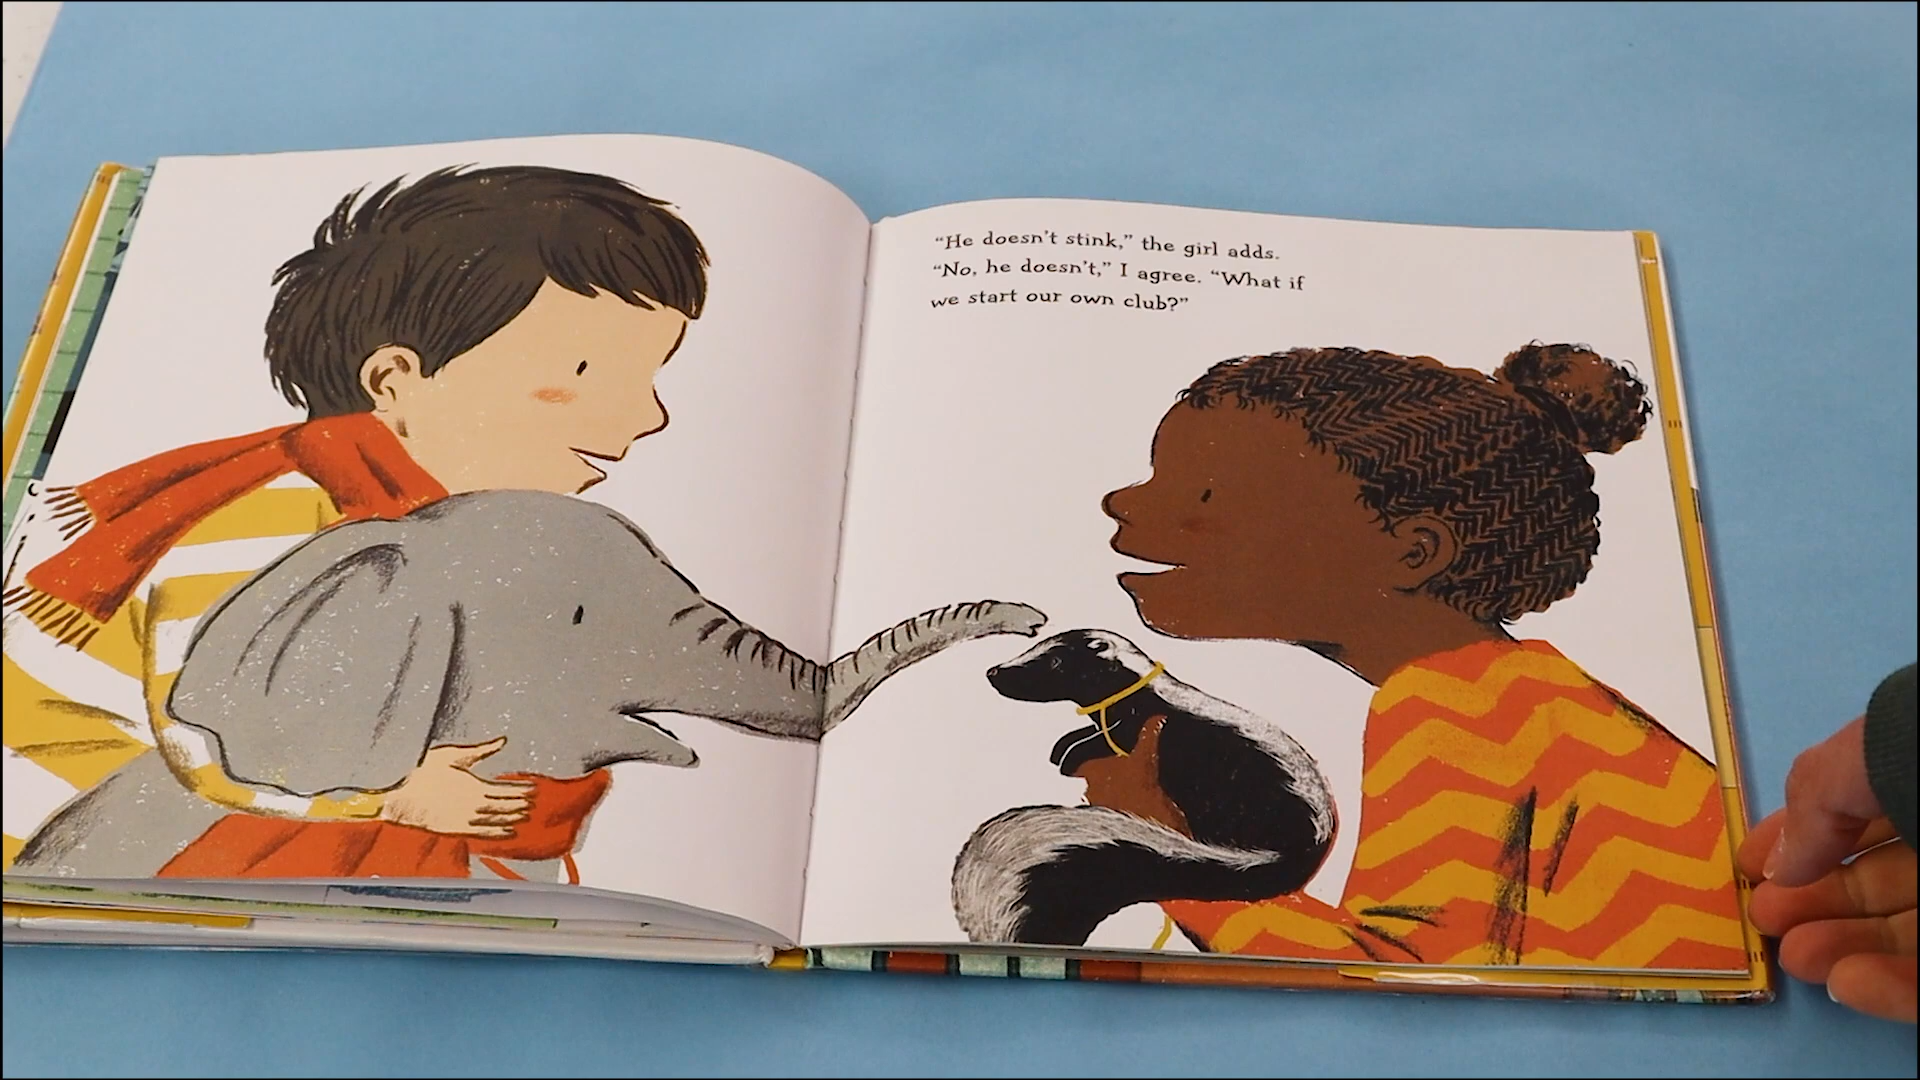 “He doesn’t stink,” the girl adds.
“No, he doesn’t,” I agree. “What if
we start our own club?”